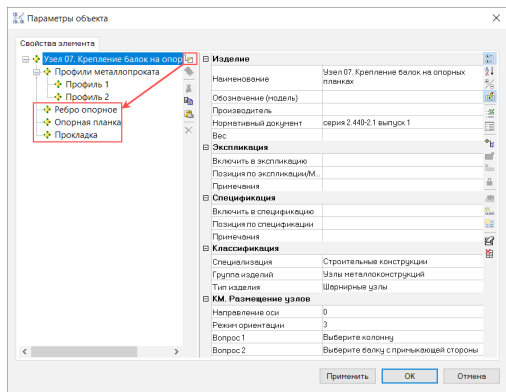 Параметры объекта
Свойства элемента
Узел 07. Крепление балок на опор
Профили металлопроката
Профиль 1
Профиль 2
Ребро опорное
Опорная планка
Прокладка
Изделие
Наименование
Узел 07. Крепление балок на опорных
планках
Обозначение (модель)
Производитель
Нормативный документ
серия 2.440-2.1 выпуск 1
Вес
Экспликация
Включить в экспликацию
Позиция по экспликации/М...
Примечания
Спецификация
Включить в спецификацию
Позиция по спецификации
Примечания
Классификация
Специализация
Строительные конструкции
Группа изделий
Узлы металлоконструкций
Тип изделия
Шарнирные узлы
КМ. Размещение узлов
Направление оси
0
Режим ориентации
3
Вопрос 1
Выберите колонну
Вопрос 2
Выберите балку с примыкающей стороны
Применить
ОК
Отмена